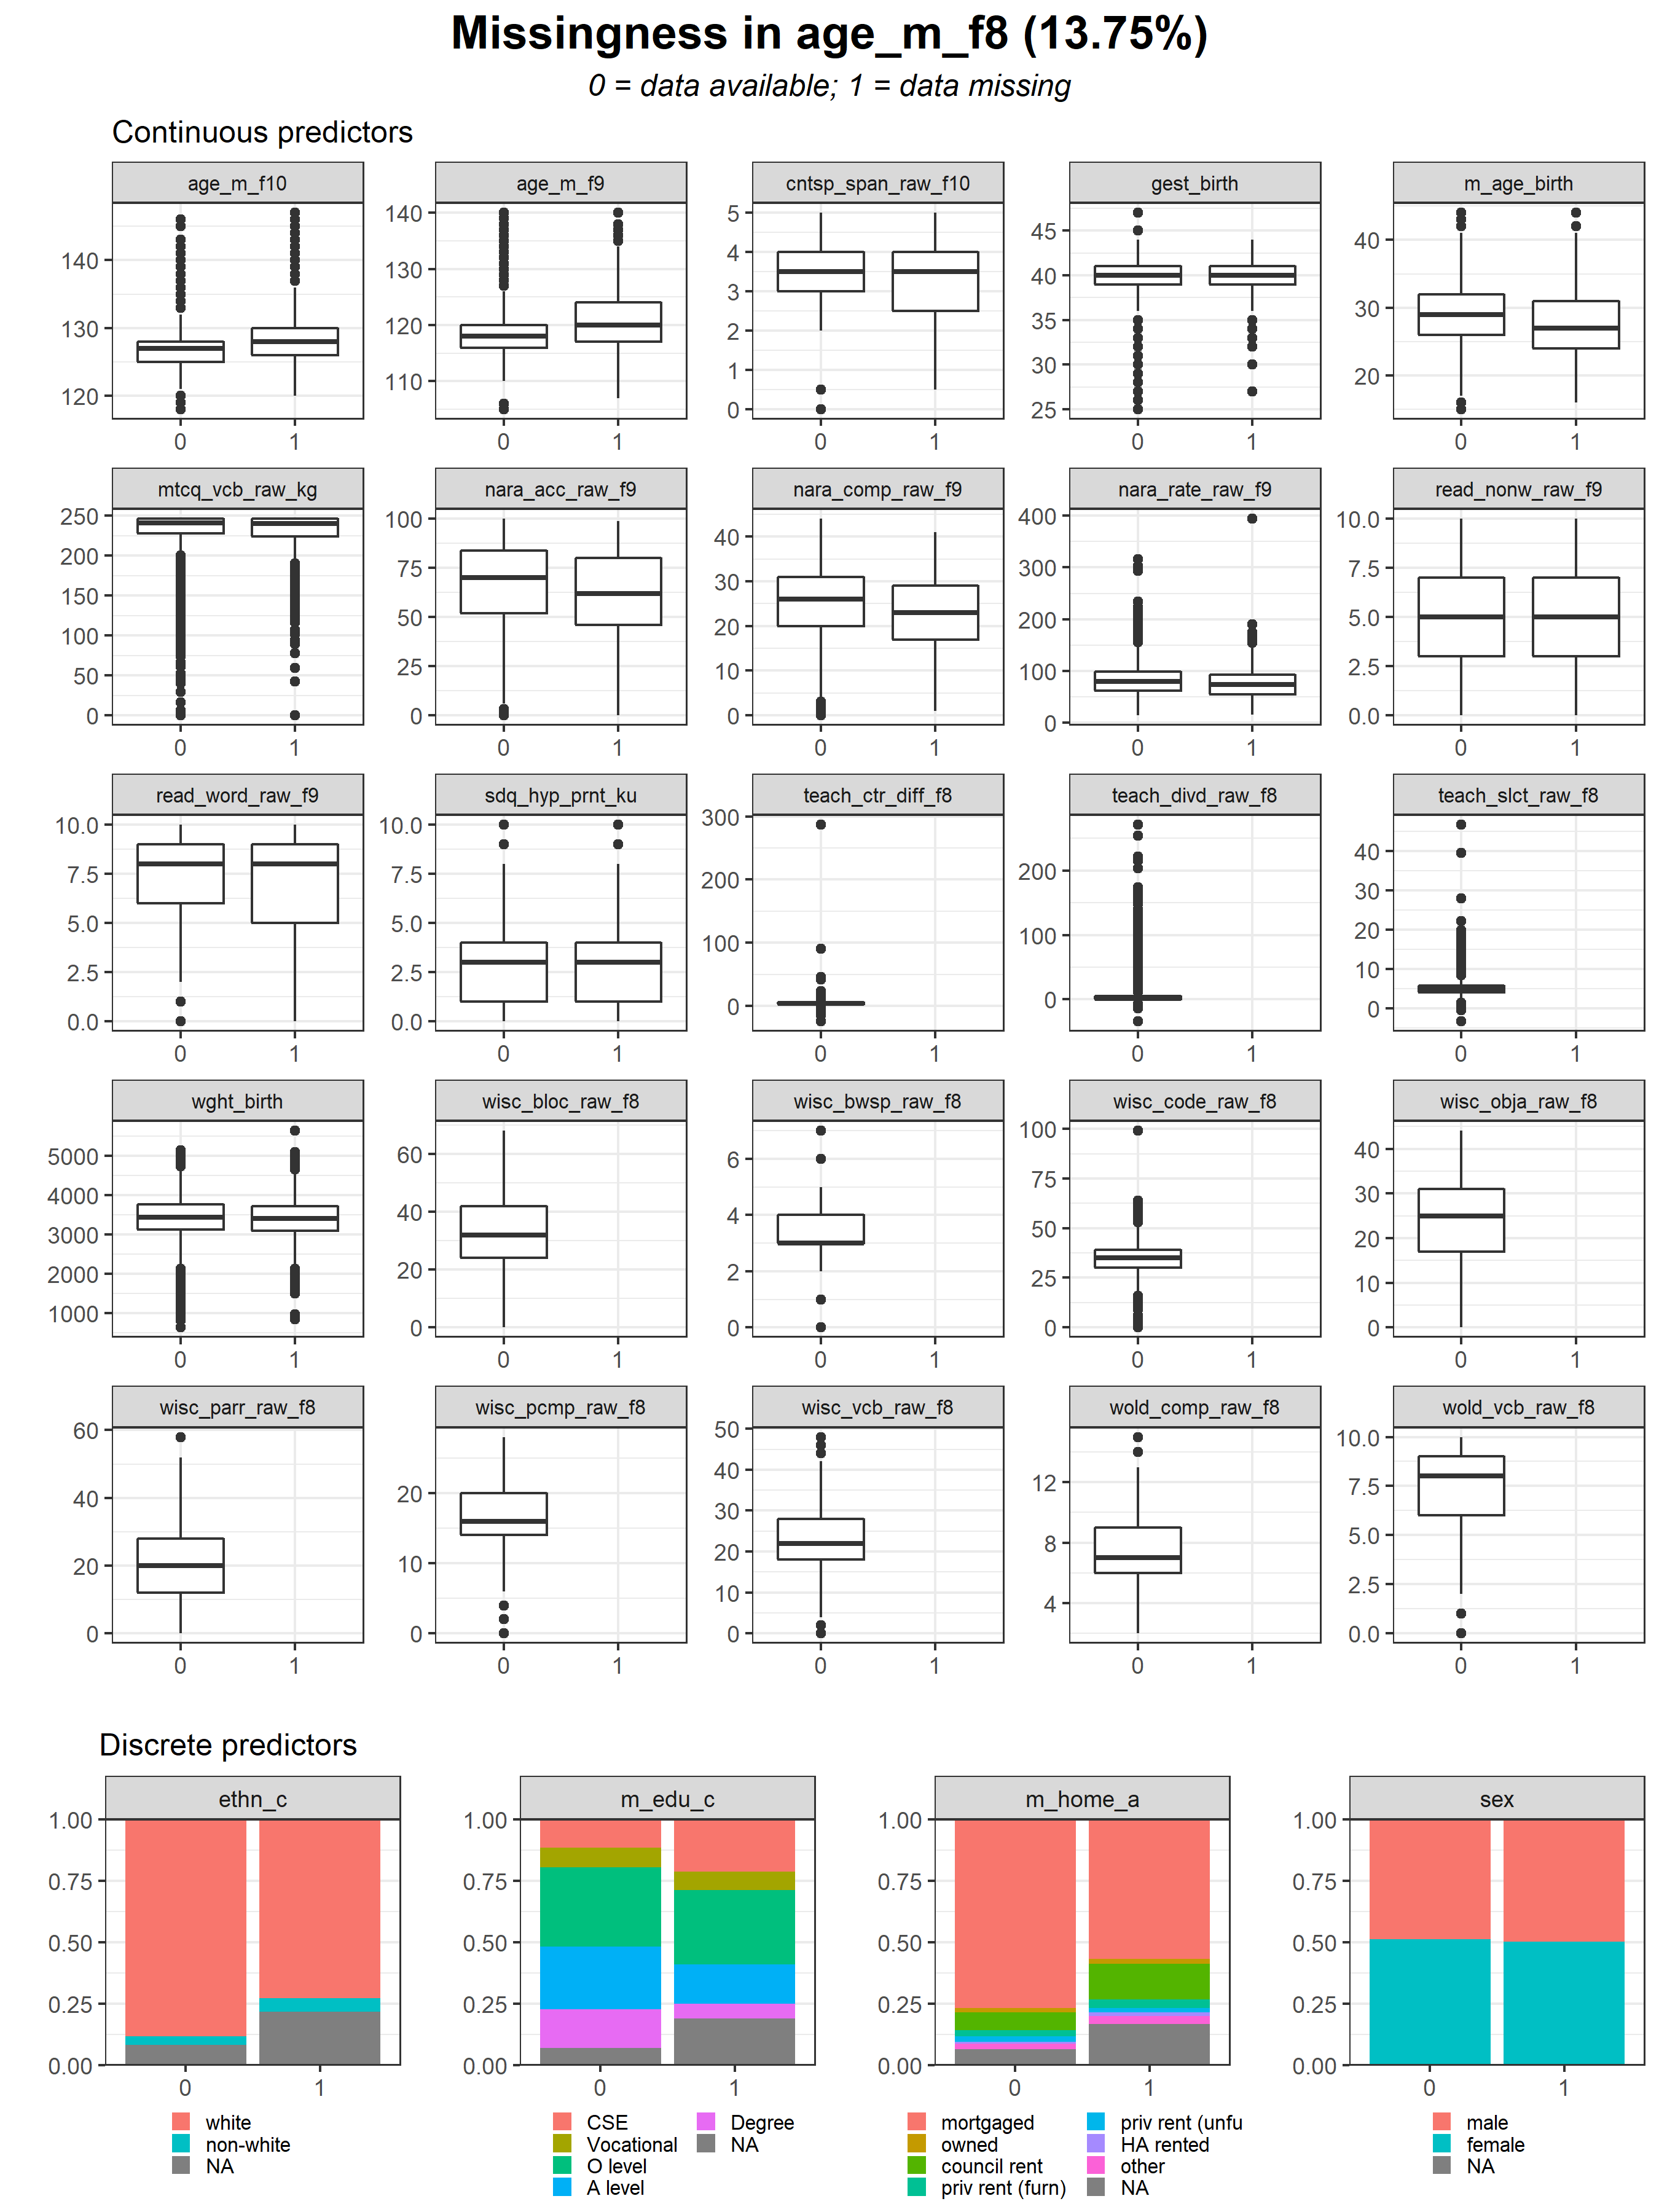 Missingness in age_m_f8 (13.75%)
0 = data available; 1 = data missing
Continuous predictors
age_m_f10 age_m_f9 cntsp_span_raw_f10 gest_birth m_age_birth
140 130 120 0 1
140 130 120 110 0 1
5 4 3 2 1 0 0 1
45 40 35 30 25 0 1
40 30 20 0 1
mtcq_vcb_raw_kg nara_acc_raw_f9 nara_comp_raw_f9 nara_rate_raw_f9 read_nonw_raw_f9
250 200 150 100 50 0 0 1
100 75 50 25 0 0 1
40 30 20 10 0 0 1
400 300 200 100 0 0 1
10.0 7.5 5.0 2.5 0.0 0 1
read_word_raw_f9 sdq_hyp_prnt_ku teach_ctr_diff_f8 teach_divd_raw_f8 teach_slct_raw_f8
10.0 7.5 5.0 2.5 0.0 0 1
10.0 7.5 5.0 2.5 0.0 0 1
300 200 100 0 0 1
200 100 0 0 1
40 30 20 10 0 0 1
wght_birth wisc_bloc_raw_f8 wisc_bwsp_raw_f8 wisc_code_raw_f8 wisc_obja_raw_f8
5000 4000 3000 2000 1000 0 1
60 40 20 0 0 1
6 4 2 0 0 1
100 75 50 25 0 0 1
40 30 20 10 0 0 1
wisc_parr_raw_f8 wisc_pcmp_raw_f8 wisc_vcb_raw_f8 wold_comp_raw_f8 wold_vcb_raw_f8
60 40 20 0 0 1
20 10 0 0 1
50 40 30 20 10 0 0 1
12 8 4 0 1
10.0 7.5 5.0 2.5 0.0 0 1
Discrete predictors
ethn_c m_edu_c m_home_a sex
1.00 0.75 0.50 0.25 0.00 0 1
1.00 0.75 0.50 0.25 0.00 0 1
1.00 0.75 0.50 0.25 0.00 0 1
1.00 0.75 0.50 0.25 0.00 0 1
white
non-white
NA
CSE
Vocational
O level
A level
Degree
NA
mortgaged
owned
council rent
priv rent (furn)
priv rent (unfu
HA rented
other
NA
male
female
NA